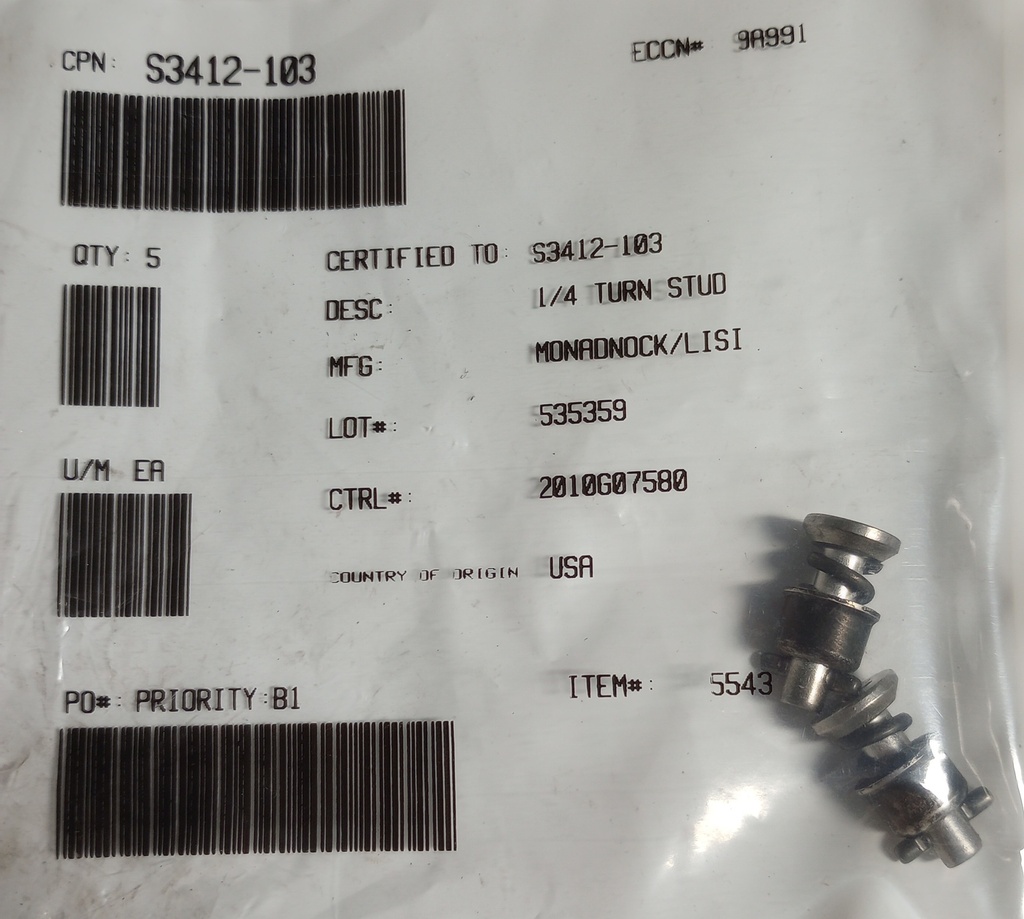 CPN: S3412-103
ECCN# 9A991
QTY: 5
CERTIFIED TO: S3412-103
DESC: 1/4 TURN STUD
MFG: MONADNOCK/LISI
LOT#: 535359
U/M EA
CTRL#: 2010G07580
COUNTRY OF ORIGIN USA
PO#: PRIORITY:B1
ITEM#: 5543